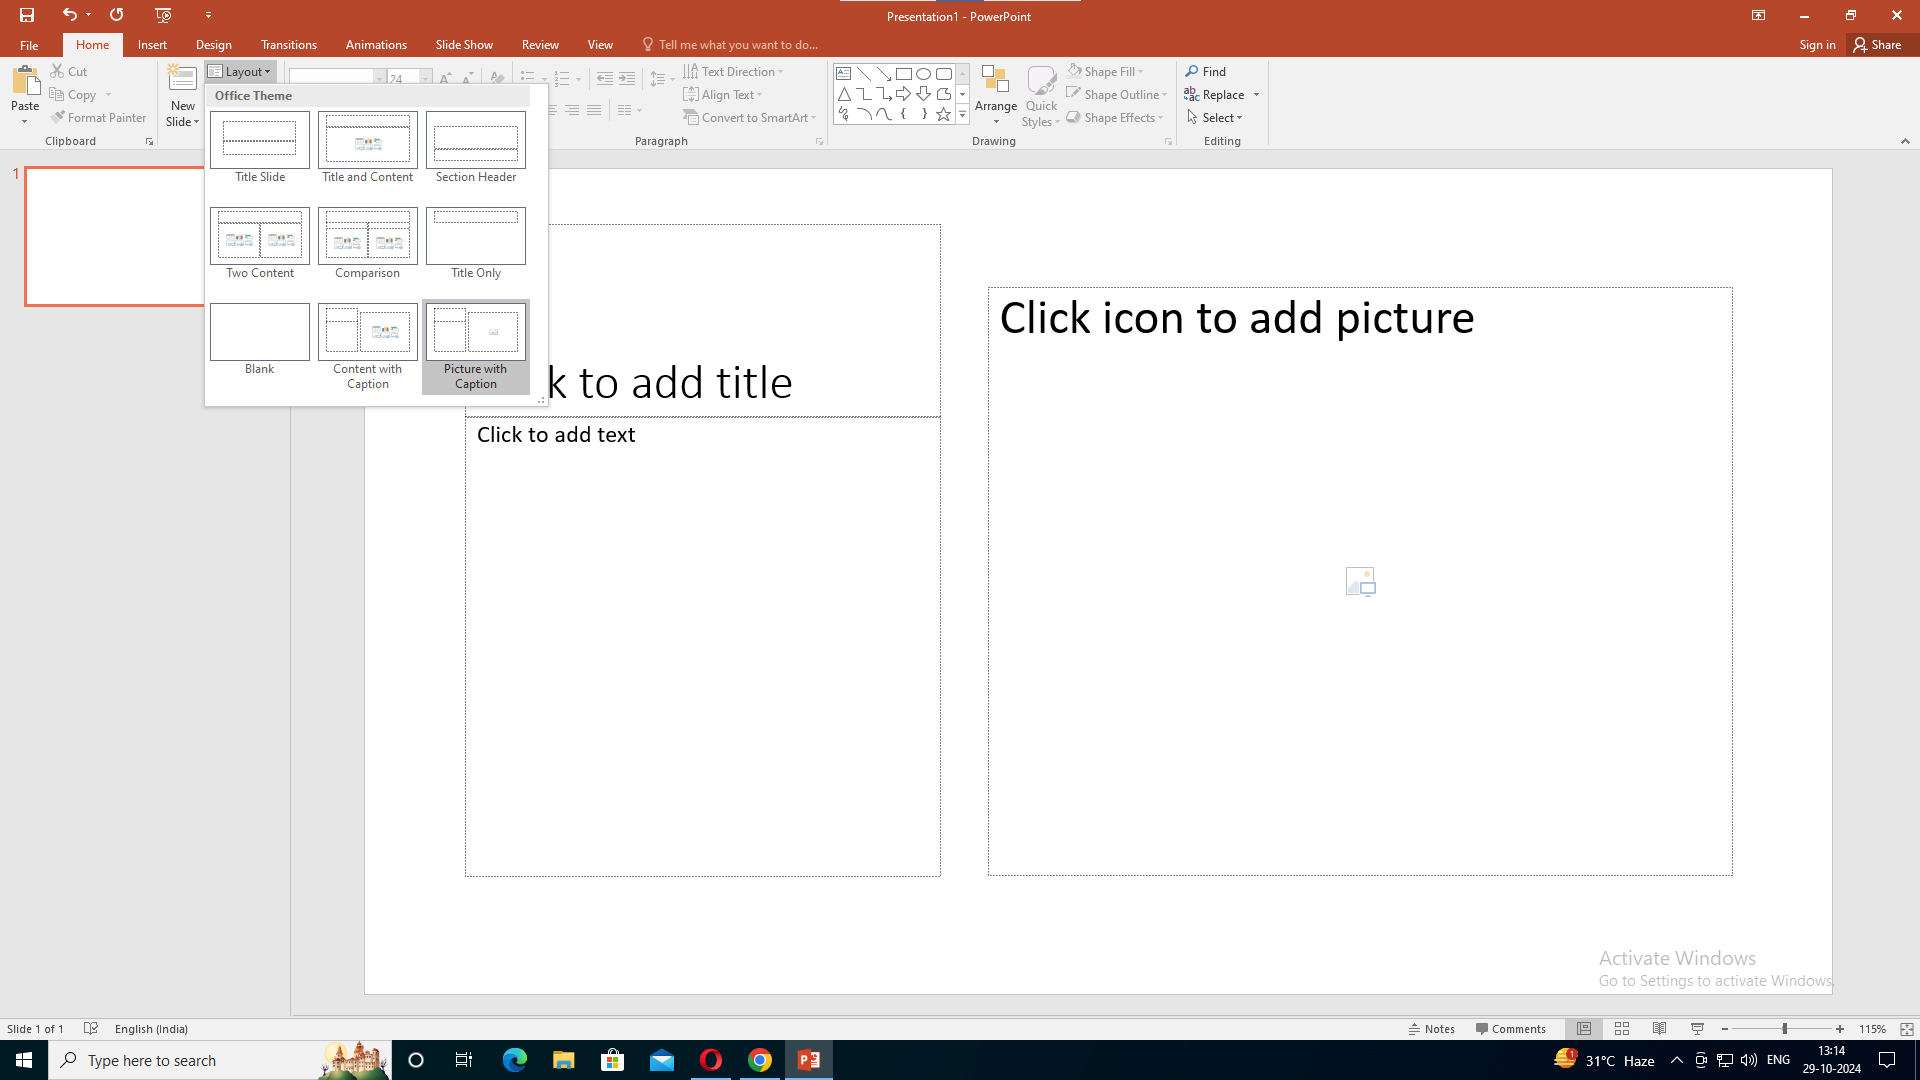 Presentation1 - PowerPoint
File Home Insert Design Transitions Animations Slide Show Review View Tell me what you want to do... Sign in Share
Paste
Cut
Copy
Format Painter
Clipboard
New
Slide
Layout
24
Text Direction
Align Text
Convert to SmartArt
Paragraph
Arrange
Quick
Styles
Shape Fill
Shape Outline
Shape Effects
Drawing
Find
Replace
Select
Editing
Office Theme
Title Slide Title and Content Section Header
Two Content Comparison Title Only
Blank
Content with
Caption
Picture with
Caption
1
k to add title
Click to add text
Click icon to add picture
Activate Windows
Go to Settings to activate Windows.
Slide 1 of 1 English (India) Notes Comments 115%
Type here to search
31°C Haze
ENG
13:14
29-10-2024